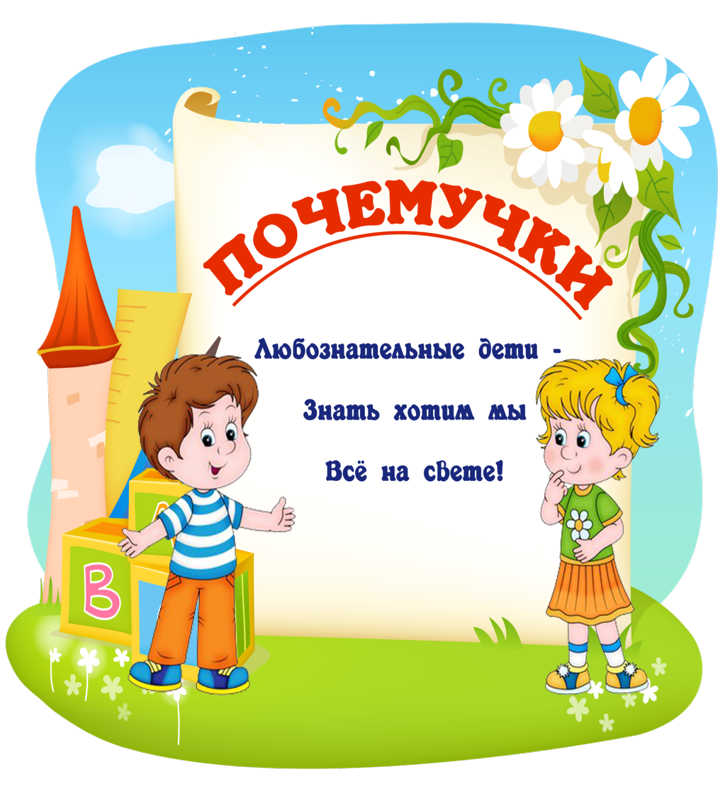 ПОЧЕМУЧКИ
Любознательные дети -
Знать хотим мы
Всё на свете!
В